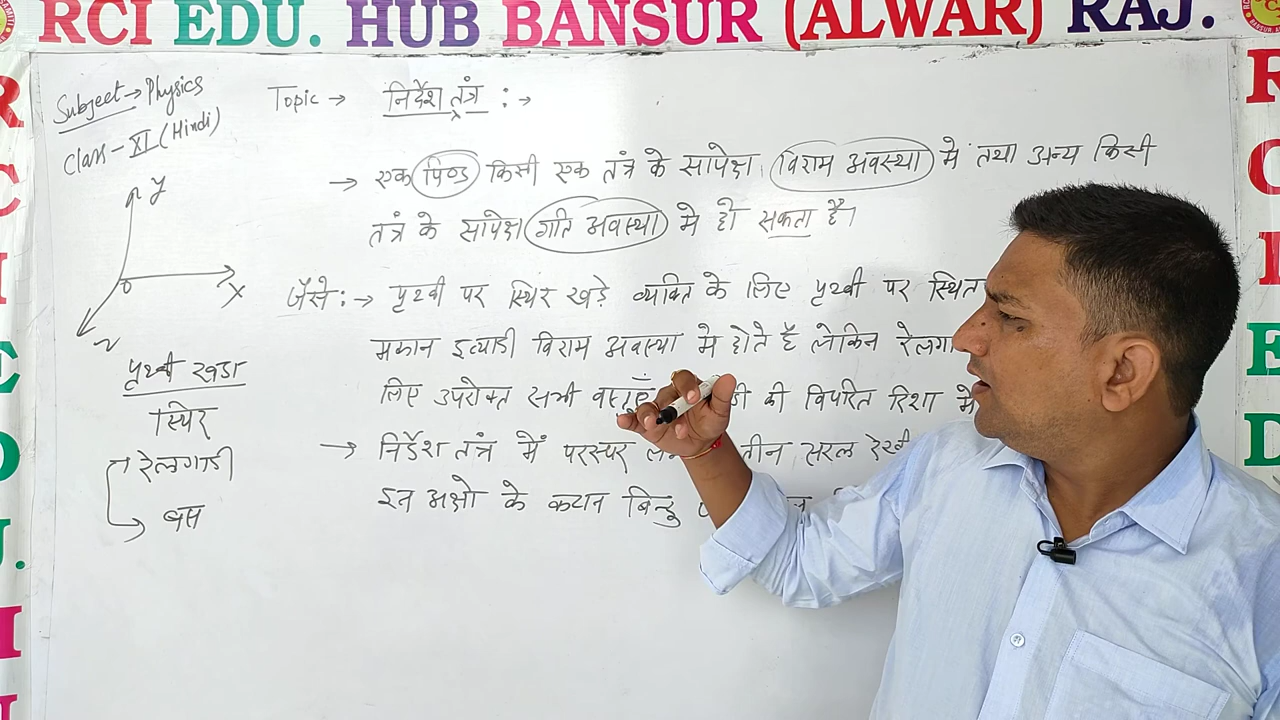 RCI EDU. HUB BANSUR (ALWAR) RAJ.
Subject → Physics
Class - XI (Hindi)
Topic → निर्देश तंत्र : →
→ एक पिण्ड किसी एक तंत्र के सापेक्ष विराम अवस्था मे तथा अन्य किसी
तंत्र के सापेक्ष गति अवस्था मे हो सकता है।
जैसे : → पृथ्वी पर स्थिर खड़े व्यक्ति के लिए पृथ्वी पर स्थित
मकान इत्यादी विराम अवस्था मे होते है लेकिन रेलगा
लिए उपरोक्त सभी वस्तुएँ डी की विपरित दिशा मे
→ निर्देश तंत्र में परस्पर तीन सरल रेखी
इन अक्षो के कटान बिन्दु
Y
O
X
पृथ्वी खडा
स्थिर
रेलगाडी
बस
R
C
I
E
D
U.
I
R
C
I
E
D